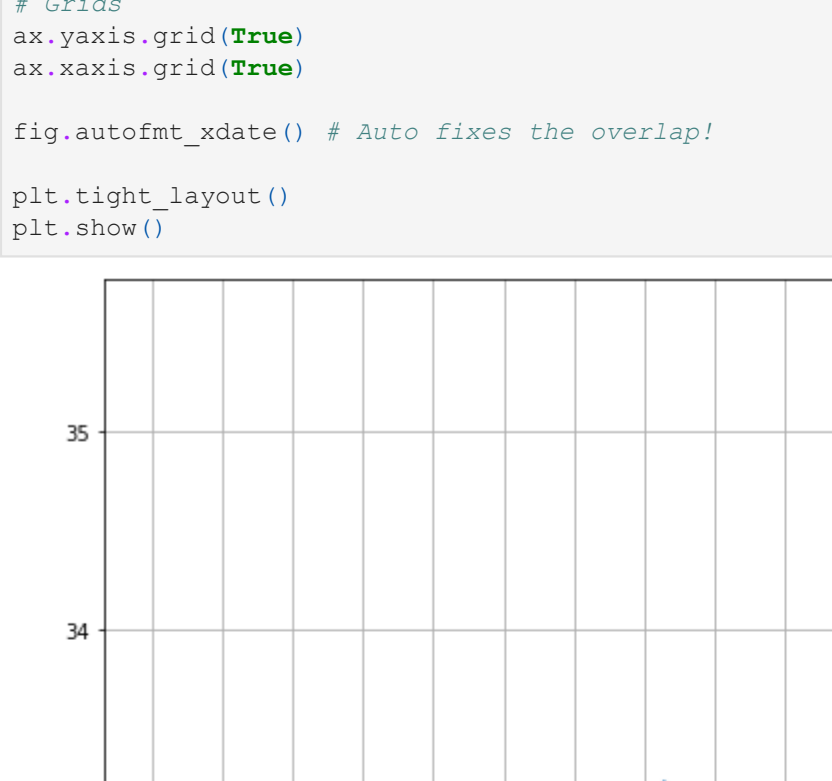 # Grids
ax.yaxis.grid(True)
ax.xaxis.grid(True)
fig.autofmt_xdate() # Auto fixes the overlap!
plt.tight_layout()
plt.show()
35
34